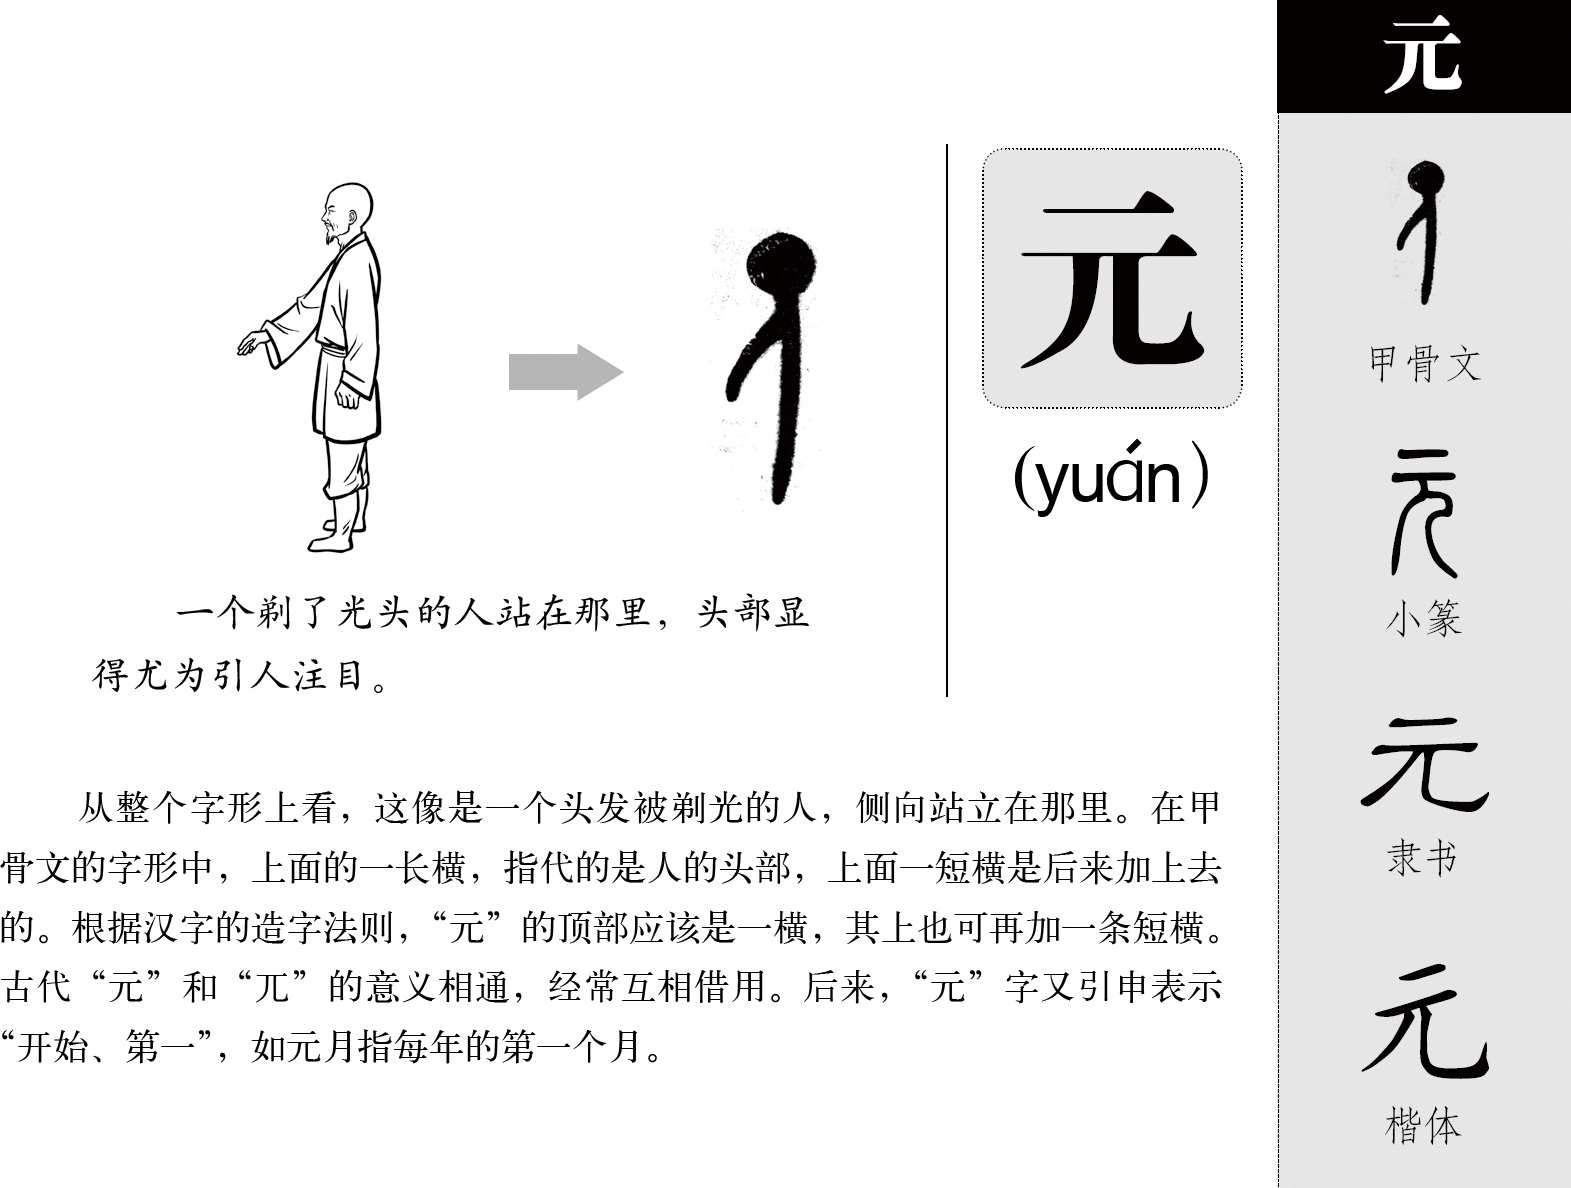 元
元
(yuán)
一个剃了光头的人站在那里，头部显
得尤为引人注目。
从整个字形上看，这像是一个头发被剃光的人，侧向站立在那里。在甲
骨文的字形中，上面的一长横，指代的是人的头部，上面一短横是后来加上去
的。根据汉字的造字法则，“元”的顶部应该是一横，其上也可再加一条短横。
古代“元”和“兀”的意义相通，经常互相借用。后来，“元”字又引申表示
“开始、第一”，如元月指每年的第一个月。
甲骨文
元
小篆
元
隶书
元
楷体